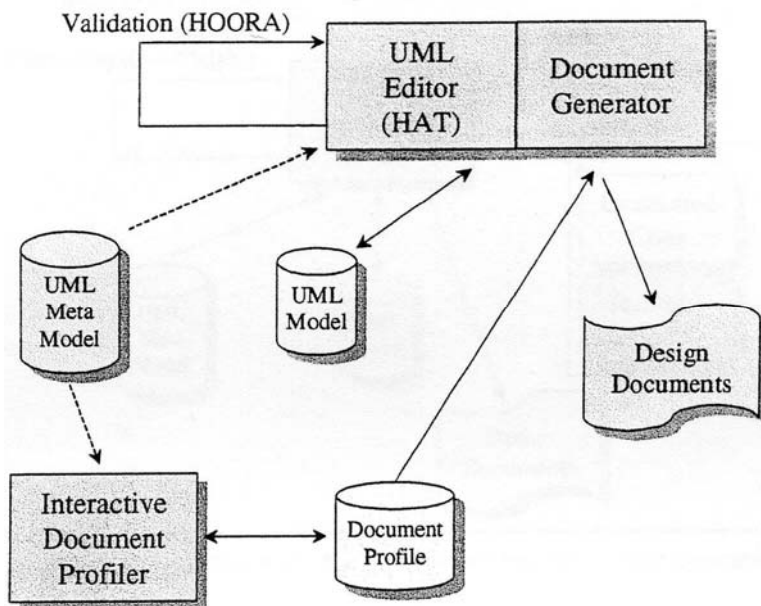 Validation (HOORA)
UML
Editor
(HAT)
Document
Generator
UML
Meta
Model
UML
Model
Design
Documents
Interactive
Document
Profiler
Document
Profile